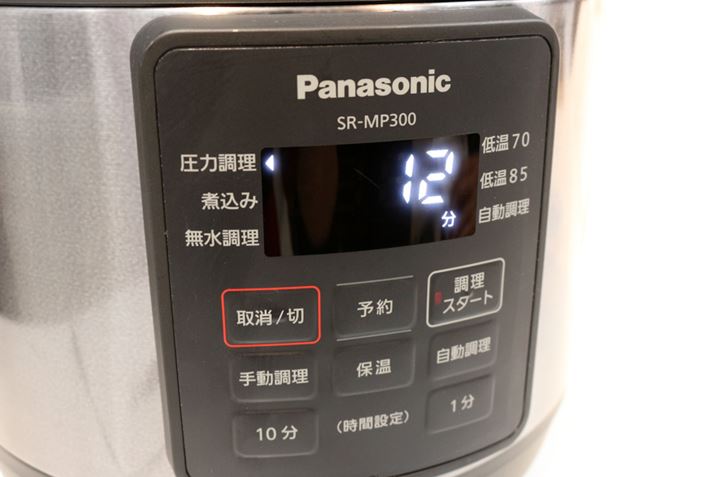 Panasonic
SR-MP300
圧力調理
煮込み
無水調理
12
分
低温70
低温85
自動調理
取消/切
予約
調理
スタート
手動調理
保温
自動調理
10分
(時間設定)
1分